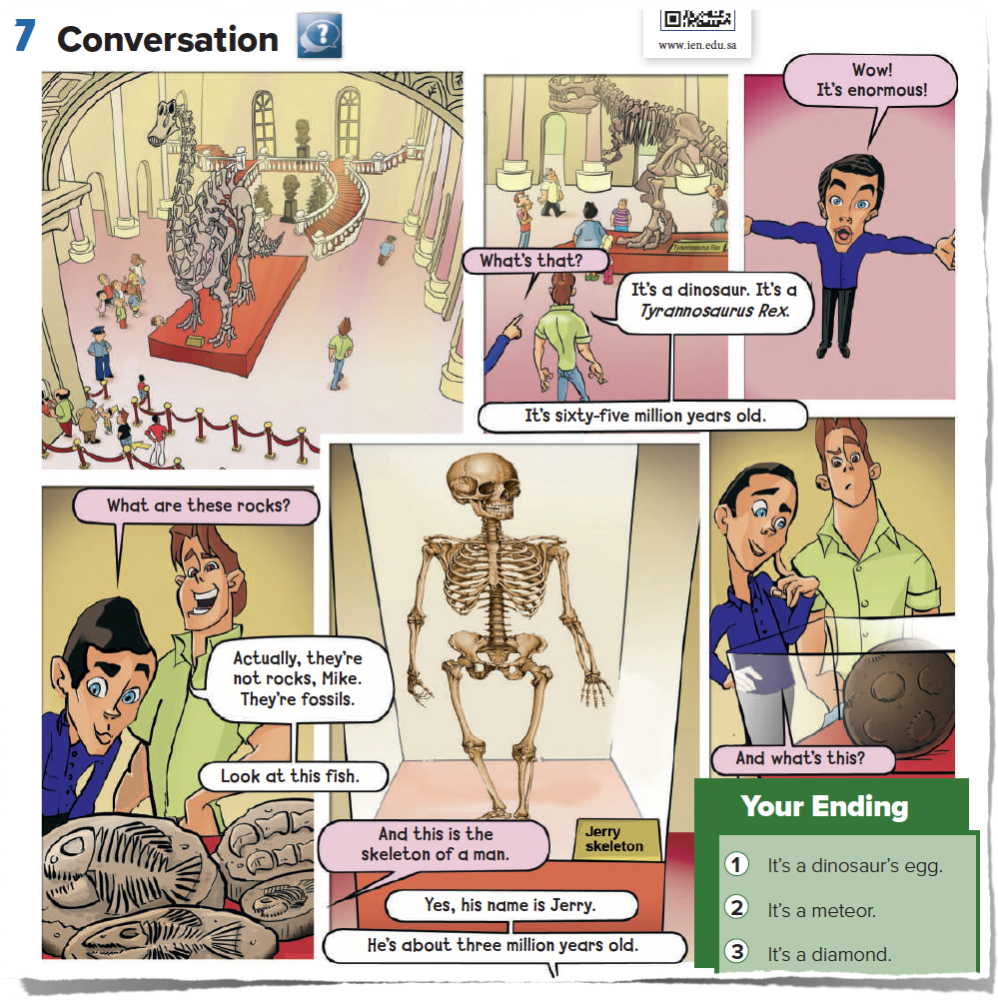 7 Conversation
?
www.ien.edu.sa
What's that?
Tyrannosaurus Rex
It's a dinosaur. It's a
Tyrannosaurus Rex.
It's sixty-five million years old.
Wow!
It's enormous!
What are these rocks?
Actually, they're
not rocks, Mike.
They're fossils.
Look at this fish.
Jerry
skeleton
And this is the
skeleton of a man.
Yes, his name is Jerry.
He's about three million years old.
And what's this?
Your Ending
1 It's a dinosaur's egg.
2 It's a meteor.
3 It's a diamond.